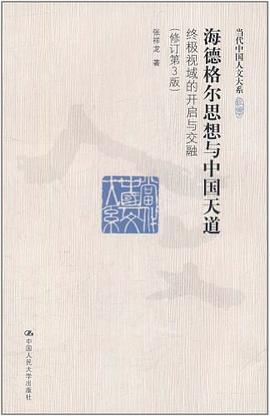 当代中国人文大系
海德格尔思想与中国天道
终极视域的开启与交融
(修订第3版)
张祥龙 著
中国人民大学出版社